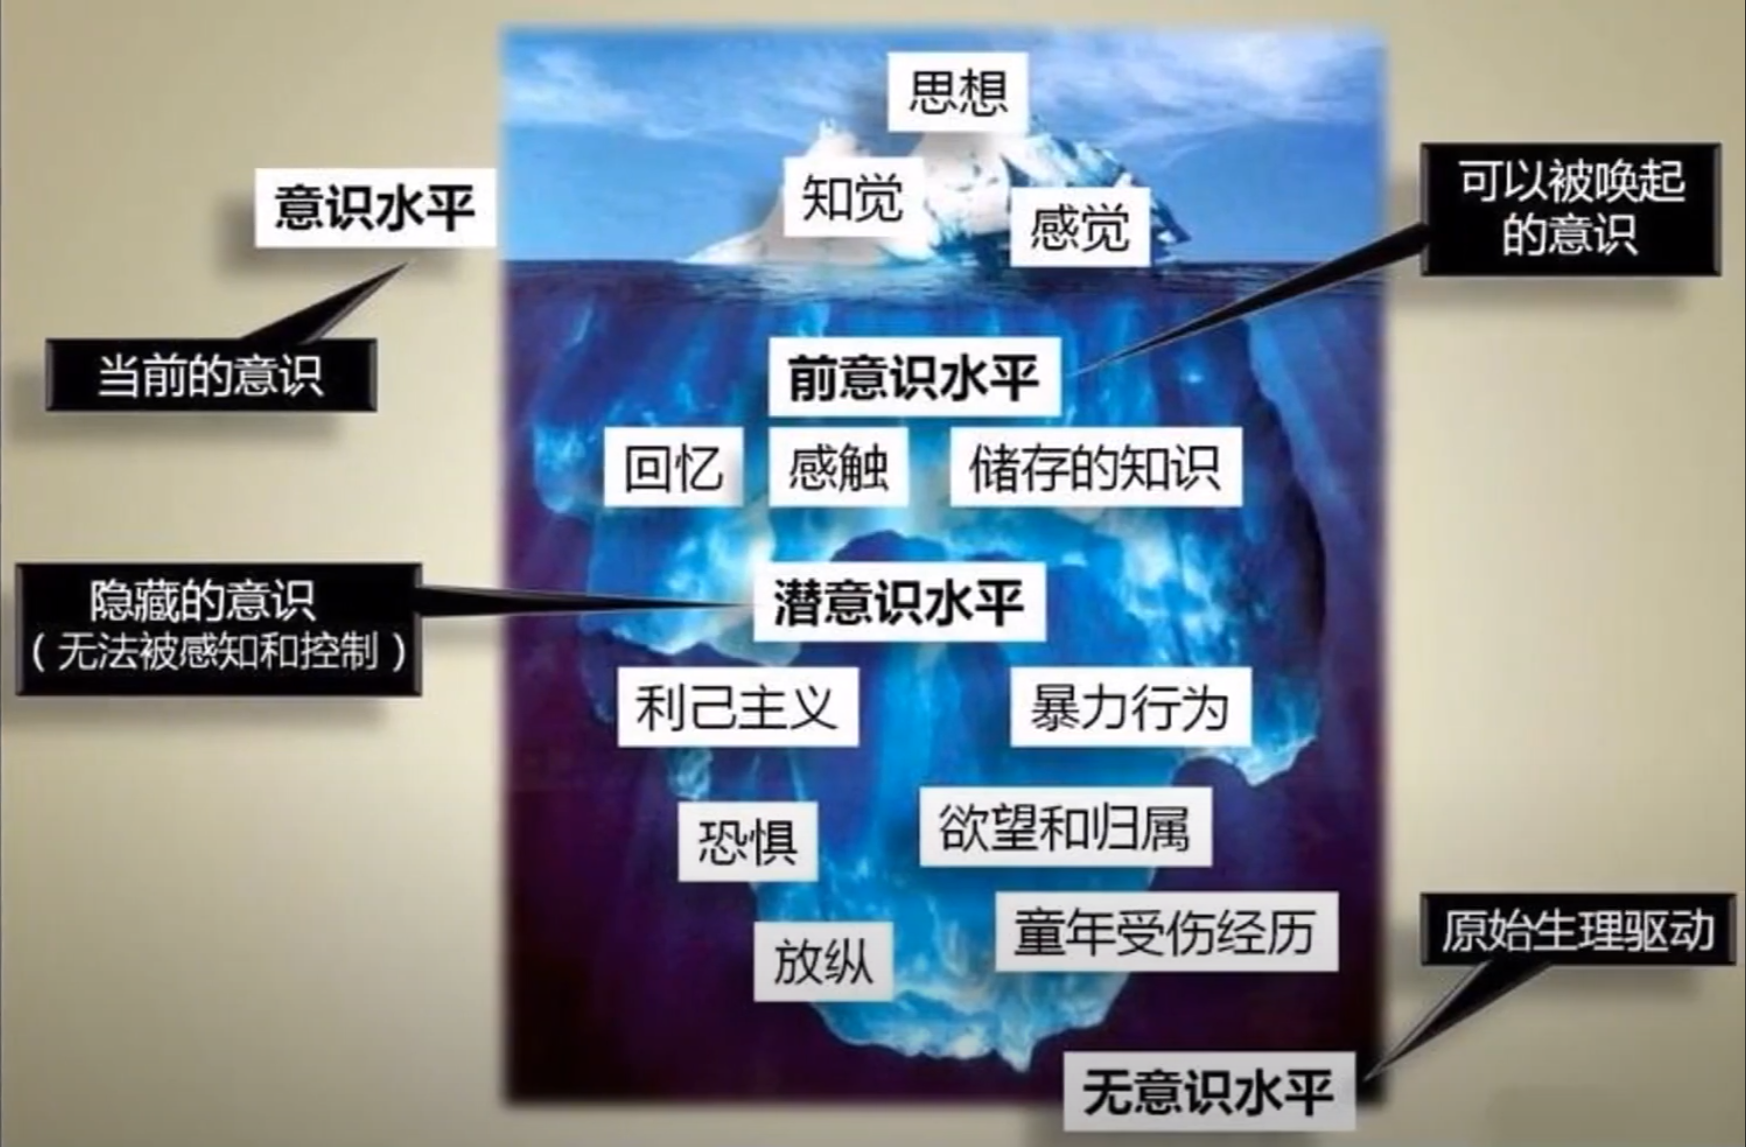 思想
知觉
感觉
意识水平
当前的意识
可以被唤起
的意识
前意识水平
回忆
感触
储存的知识
隐藏的意识
（无法被感知和控制）
潜意识水平
利己主义
暴力行为
恐惧
欲望和归属
放纵
童年受伤经历
原始生理驱动
无意识水平